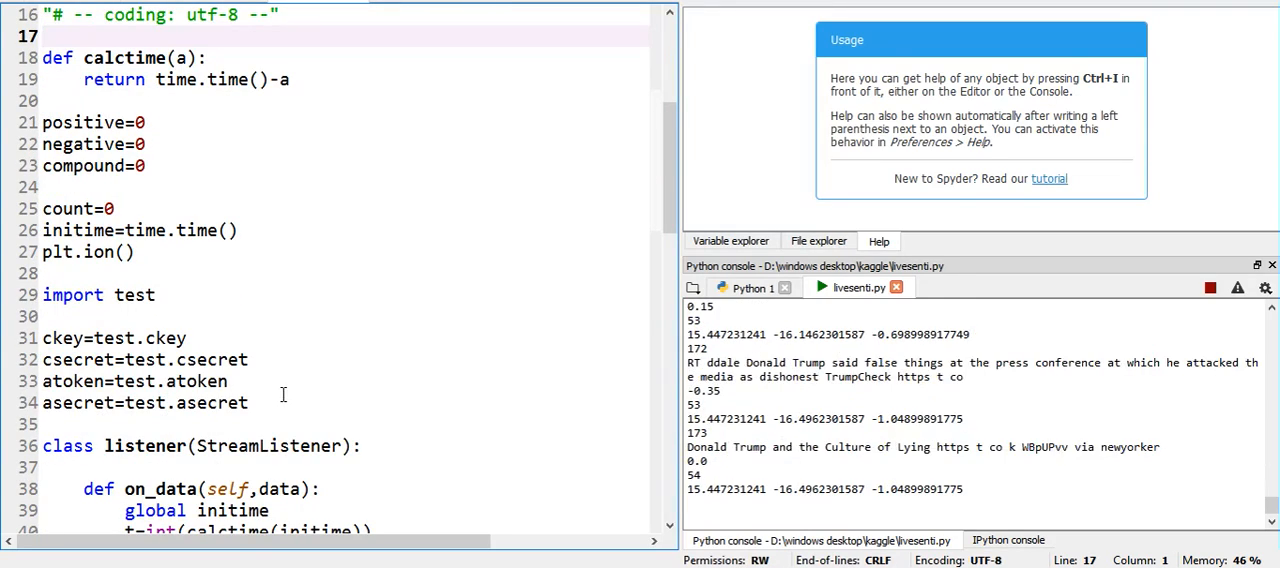 16 "# -- coding: utf-8 --"
17
18 def calctime(a):
19     return time.time()-a
20
21 positive=0
22 negative=0
23 compound=0
24
25 count=0
26 initime=time.time()
27 plt.ion()
28
29 import test
30
31 ckey=test.ckey
32 csecret=test.csecret
33 atoken=test.atoken
34 asecret=test.asecret
35
36 class listener(StreamListener):
37
38     def on_data(self,data):
39         global initime
40         t=int(calctime(initime))
Usage
Here you can get help of any object by pressing Ctrl+I in
front of it, either on the Editor or the Console.
Help can also be shown automatically after writing a left
parenthesis next to an object. You can activate this
behavior in Preferences > Help.
New to Spyder? Read our tutorial
Variable explorer File explorer Help
Python console - D:\windows desktop\kaggle\livesenti.py
Python 1 livesenti.py
0.15
53
15.447231241 -16.1462301587 -0.698998917749
172
RT ddale Donald Trump said false things at the press conference at which he attacked th
e media as dishonest TrumpCheck https t co
-0.35
53
15.447231241 -16.4962301587 -1.04899891775
173
Donald Trump and the Culture of Lying https t co k WBpUPvv via newyorker
0.0
54
15.447231241 -16.4962301587 -1.04899891775
Python console - D:\windows desktop\kaggle\livesenti.py IPython console
Permissions: RW End-of-lines: CRLF Encoding: UTF-8 Line: 17 Column: 1 Memory: 46 %